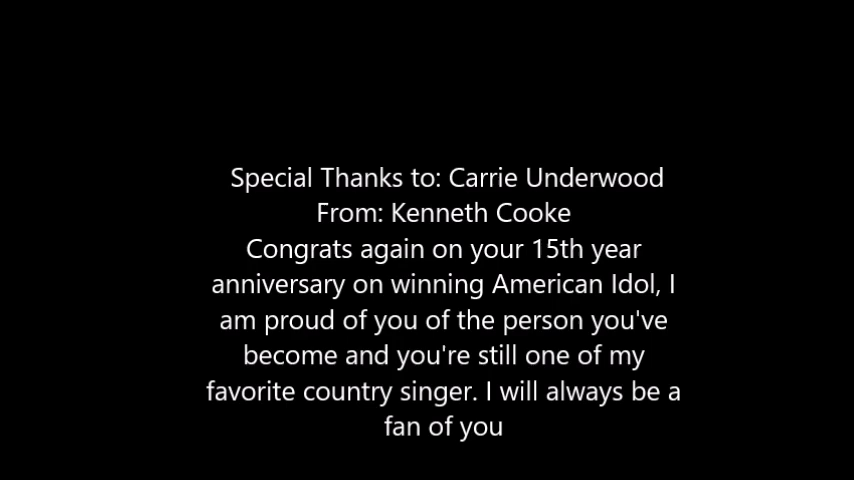 Special Thanks to: Carrie Underwood
From: Kenneth Cooke
Congrats again on your 15th year
anniversary on winning American Idol, I
am proud of you of the person you've
become and you're still one of my
favorite country singer. I will always be a
fan of you